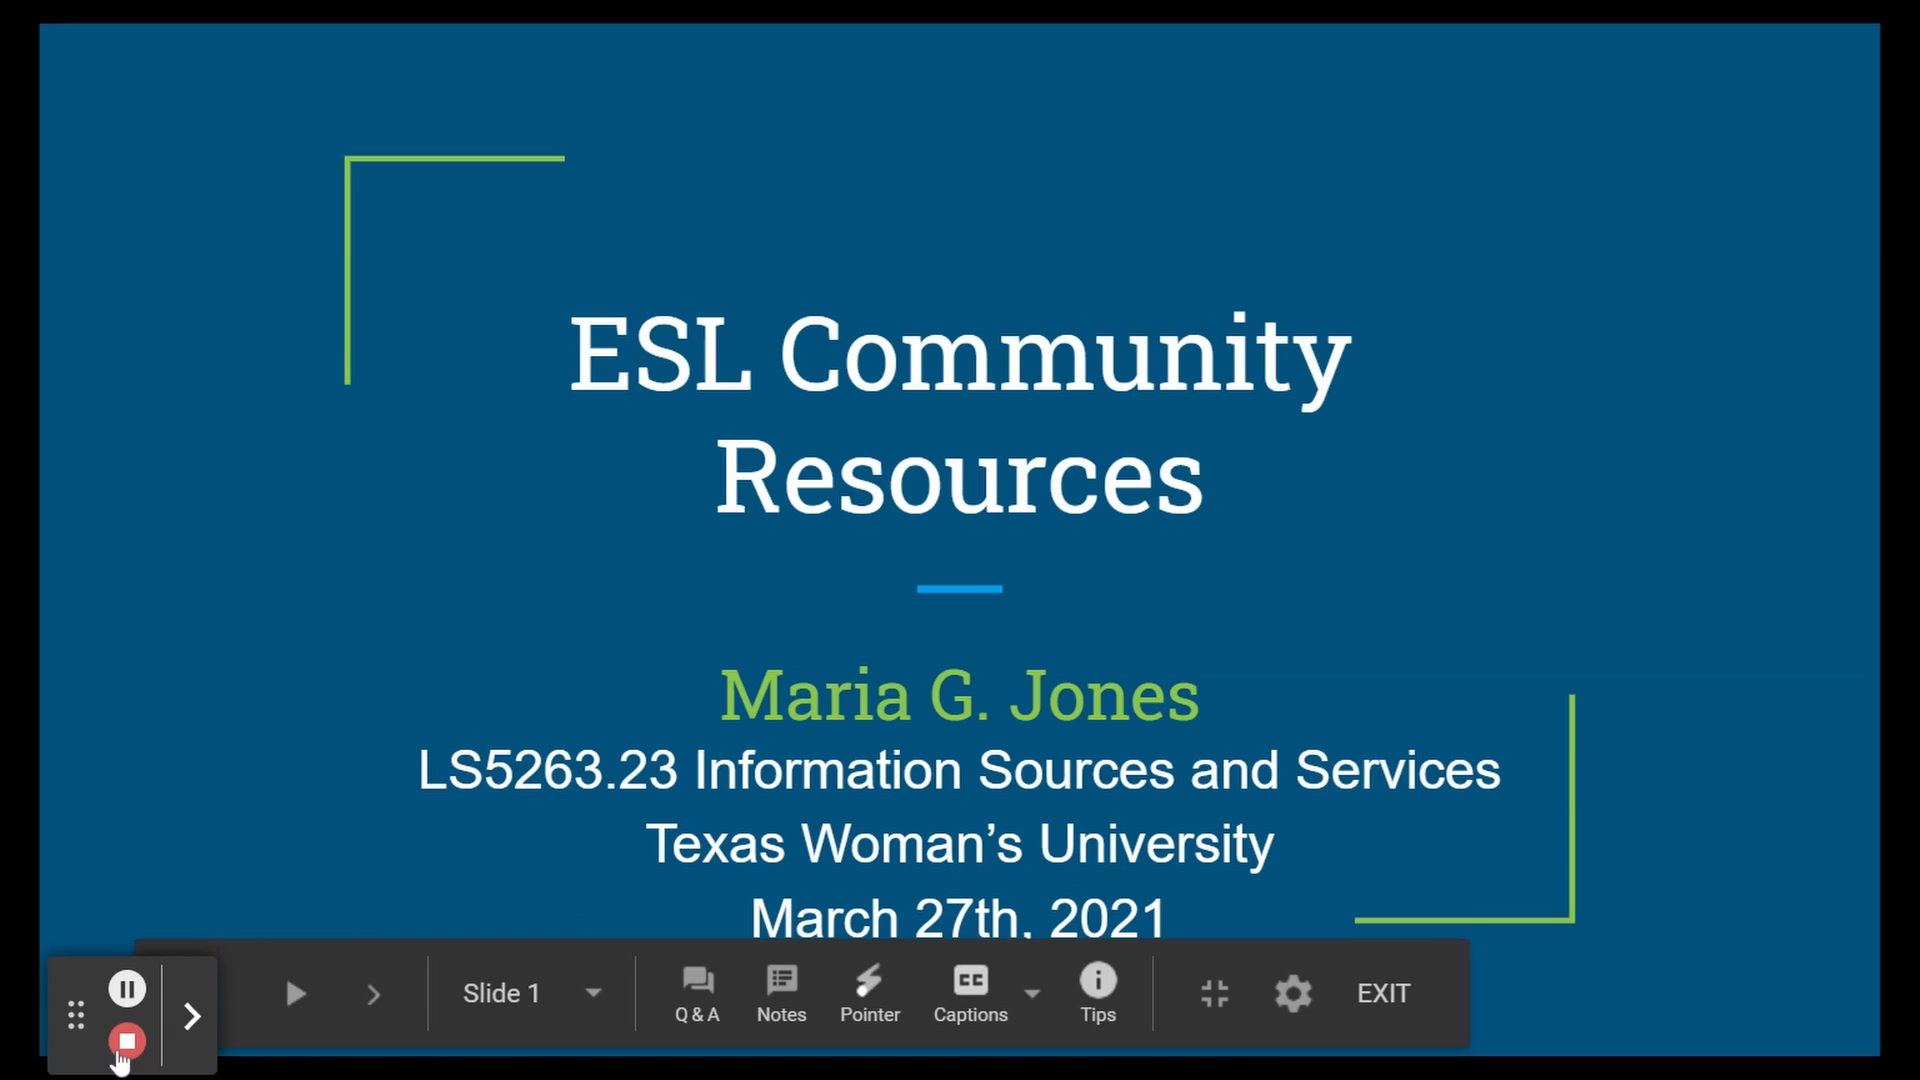 ESL Community
Resources
Maria G. Jones
LS5263.23 Information Sources and Services
Texas Woman’s University
March 27th, 2021
Slide 1
Q & A
Notes
Pointer
CC
Captions
Tips
EXIT